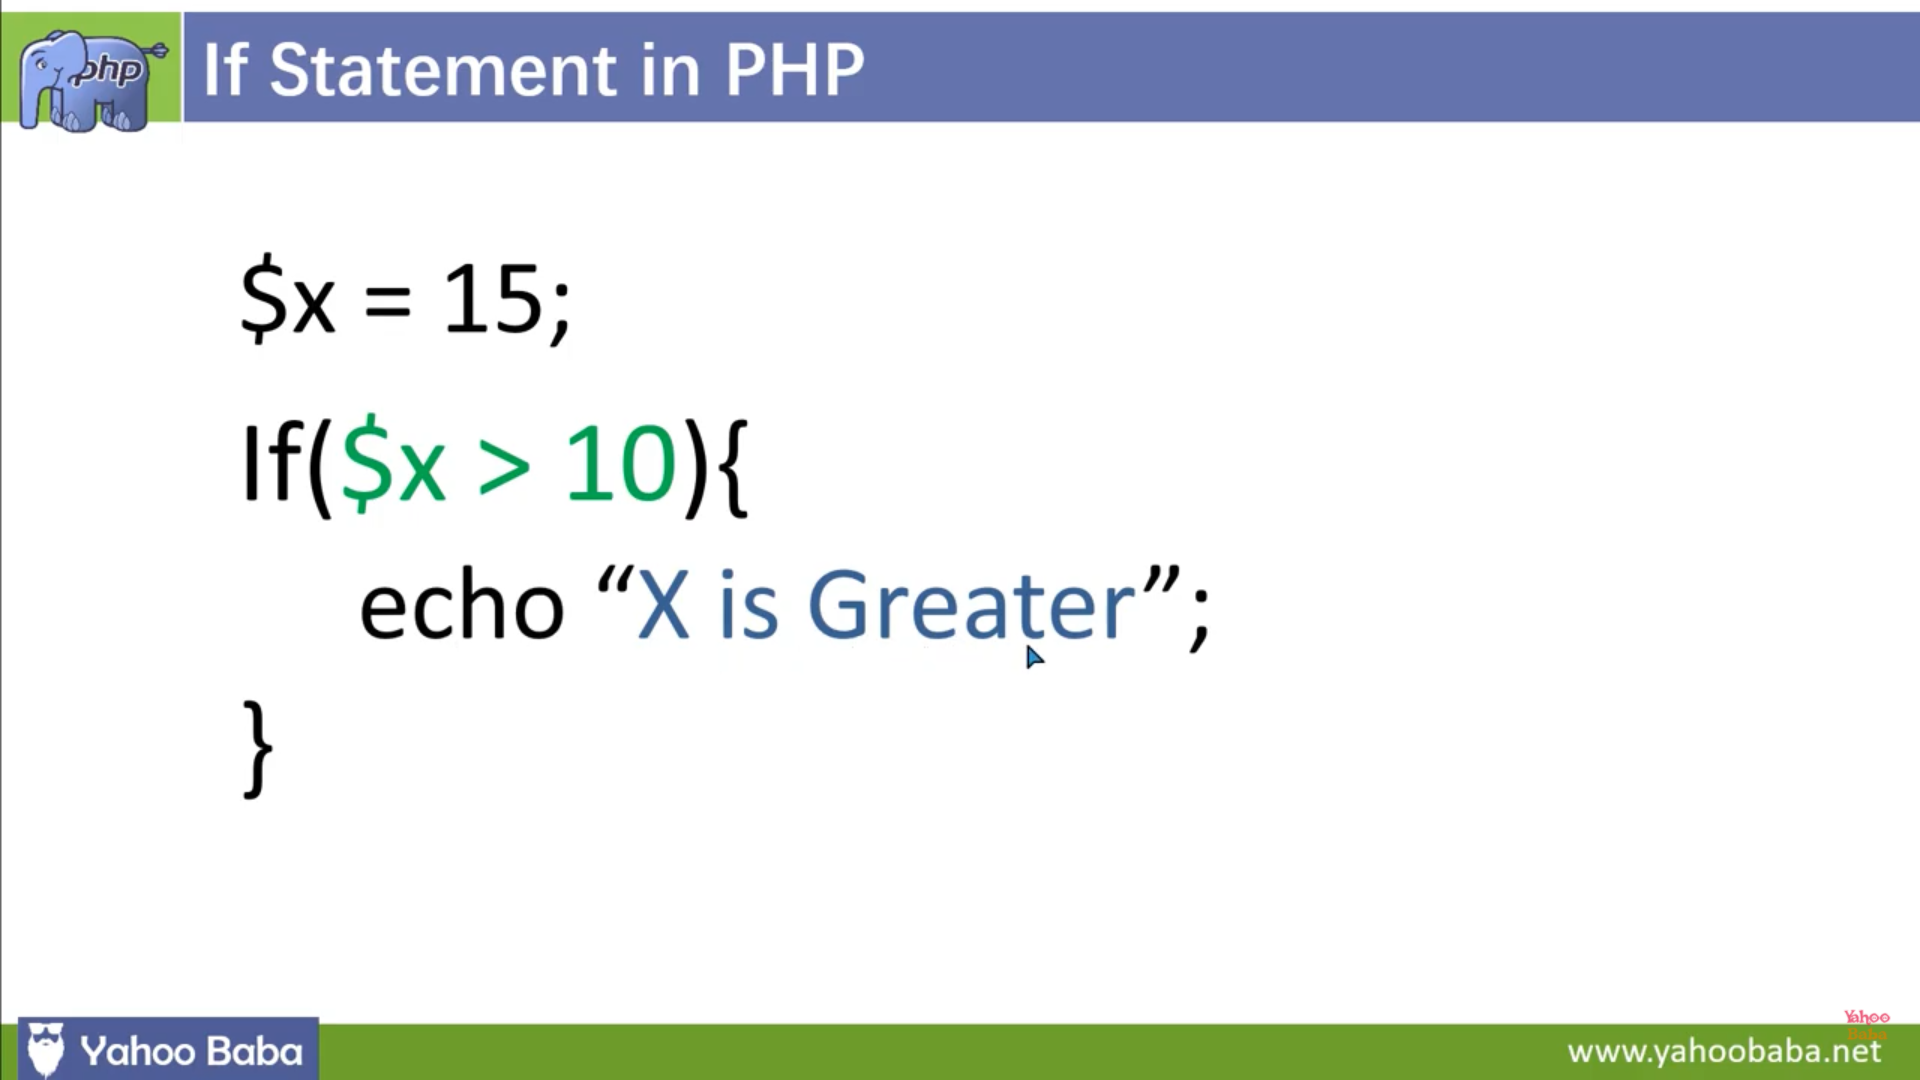 php
If Statement in PHP
$x = 15;
If($x > 10){
echo “X is Greater”;
}
Yahoo Baba
Yahoo
Baba
www.yahoobaba.net